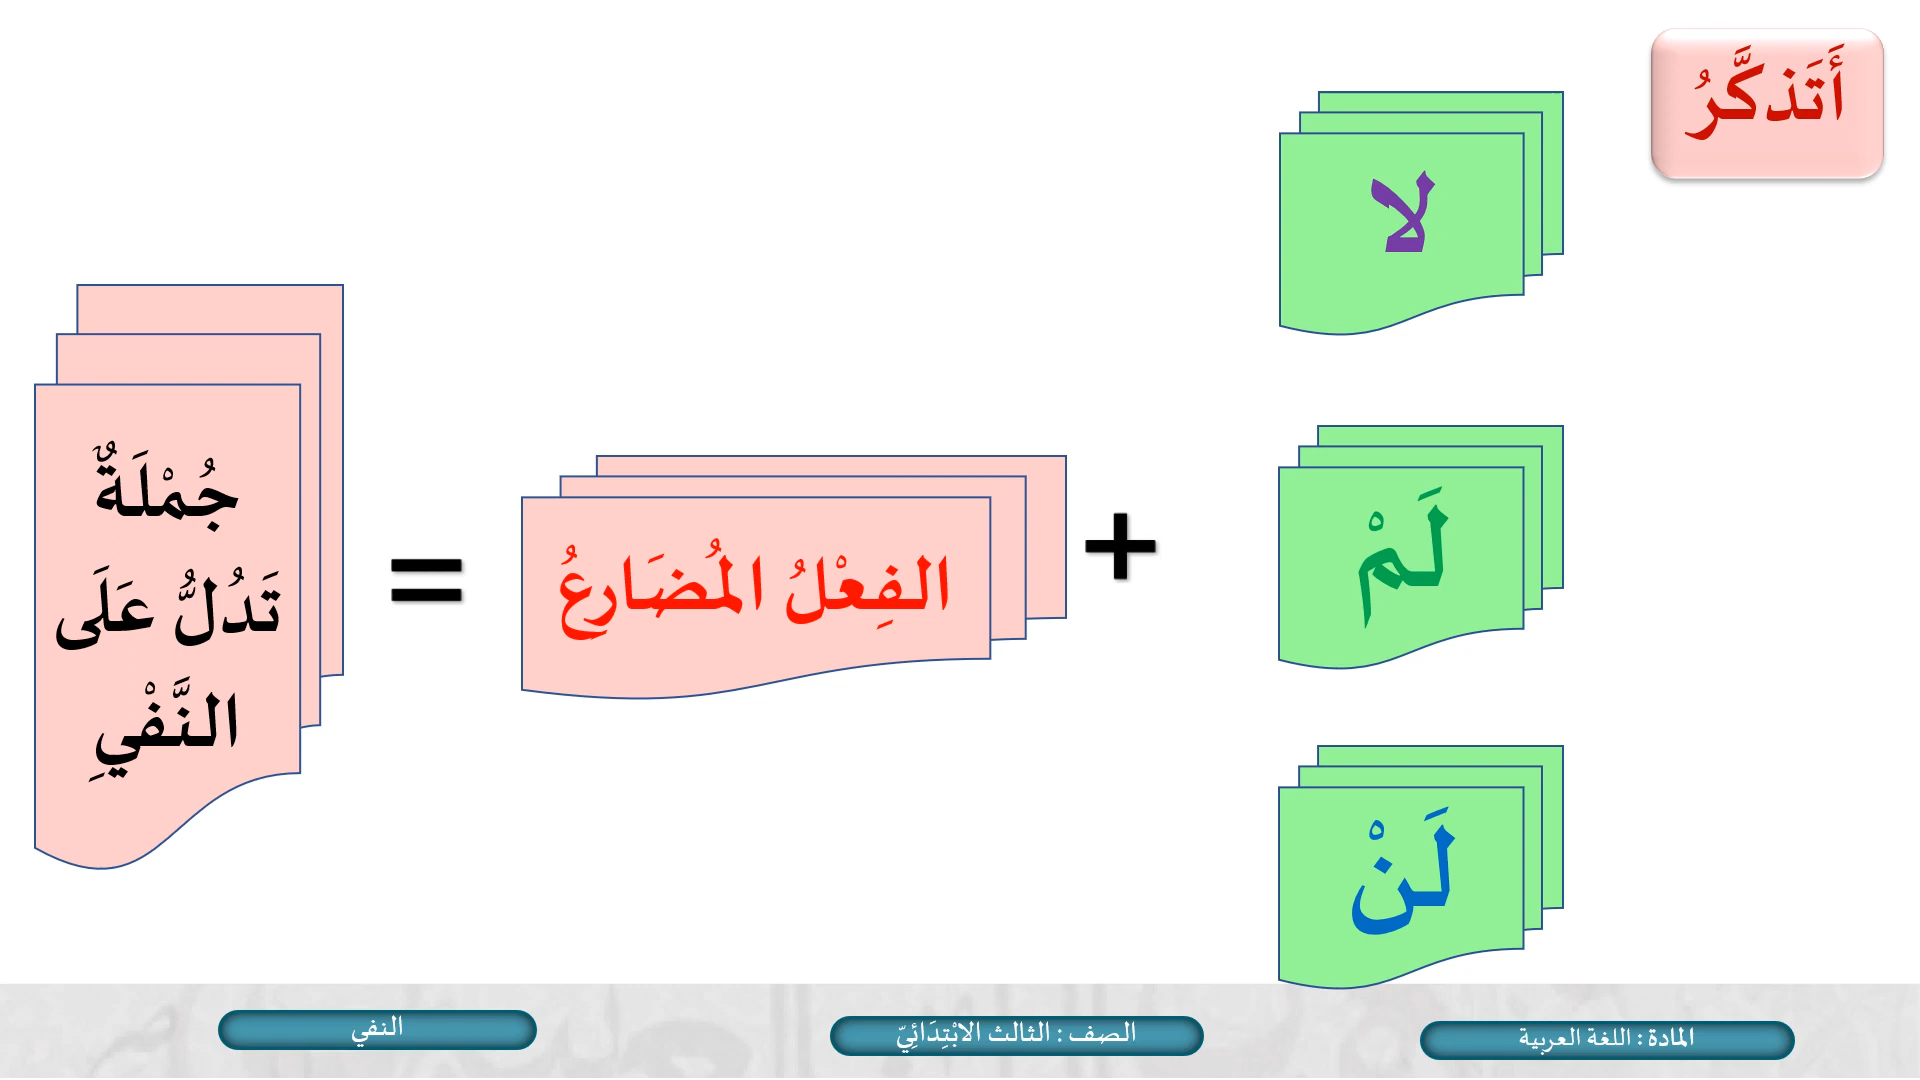 أَتَذكَّرُ
لا
لَمْ
لَنْ
+
الفِعْلُ المُضَارِعُ
=
جُمْلَةٌ
تَدُلُّ عَلَى
النَّفْيِ
المادة : اللغة العربية
الصف : الثالث الابْتِدَائِيّ
النفي